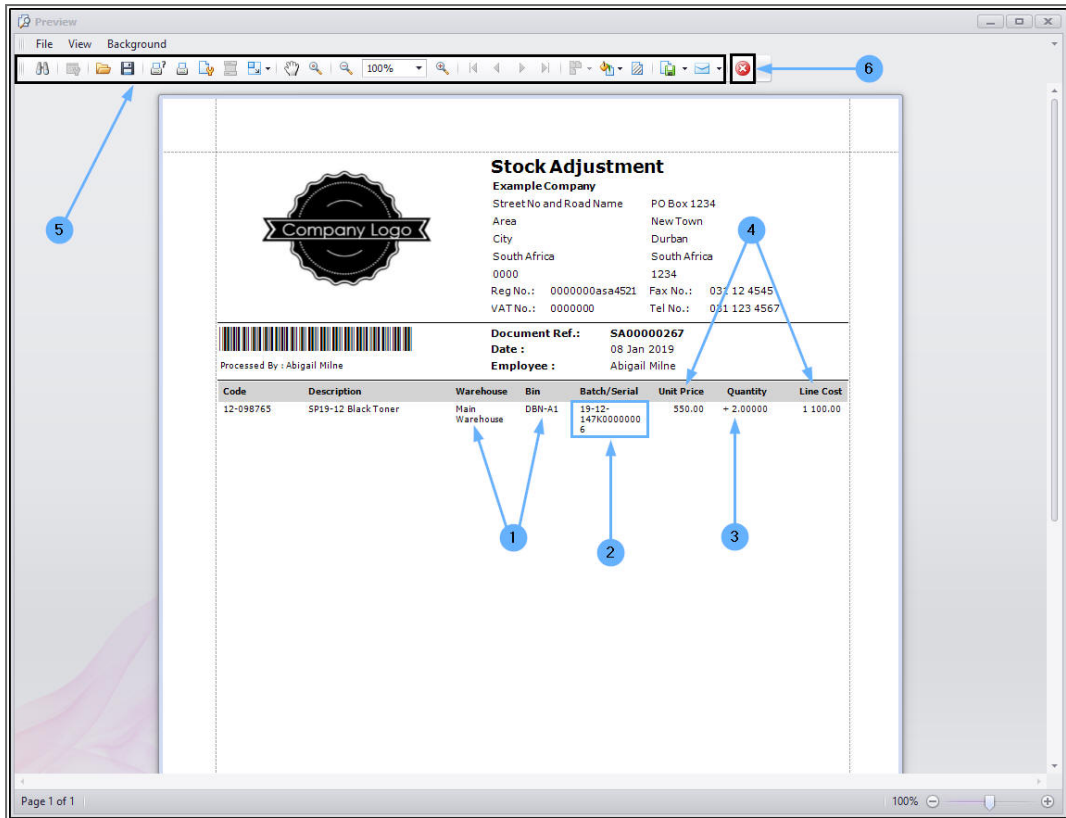 Preview
File View Background
100%
6
5
Company Logo
Stock Adjustment
Example Company
Street No and Road Name PO Box 1234
Area New Town
City Durban
South Africa South Africa
0000 1234
Reg No.: 0000000asa4521 Fax No.: 031 12 4545
VAT No.: 0000000 Tel No.: 031 123 4567
4
Document Ref.: SA00000267
Date : 08 Jan 2019
Processed By : Abigail Milne Employee : Abigail Milne
Code Description Warehouse Bin Batch/Serial Unit Price Quantity Line Cost
12-098765 SP19-12 Black Toner Main DBN-A1 19-12- 550.00 + 2.00000 1 100.00
Warehouse 147K0000000
6
1
2
3
Page 1 of 1 100%